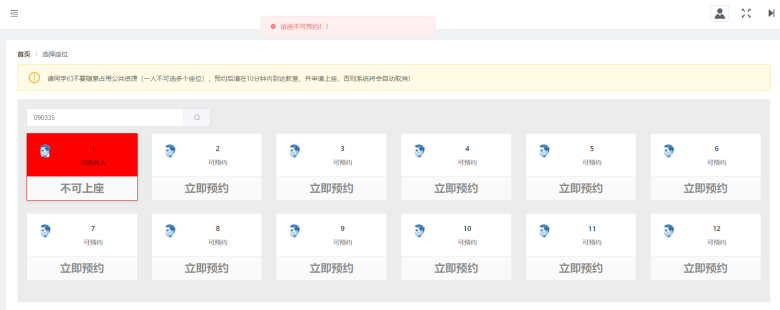 该座不可预约！！
首页 > 选择座位
请同学们不要随意占用公共资源（一人不可选多个座位），预约后请在10分钟内到达教室，并申请上座，否则系统将会自动取消！
090335
1 2 3 4 5 6
该座有人 可预约 可预约 可预约 可预约 可预约
不可上座 立即预约 立即预约 立即预约 立即预约 立即预约
7 8 9 10 11 12
可预约 可预约 可预约 可预约 可预约 可预约
立即预约 立即预约 立即预约 立即预约 立即预约 立即预约